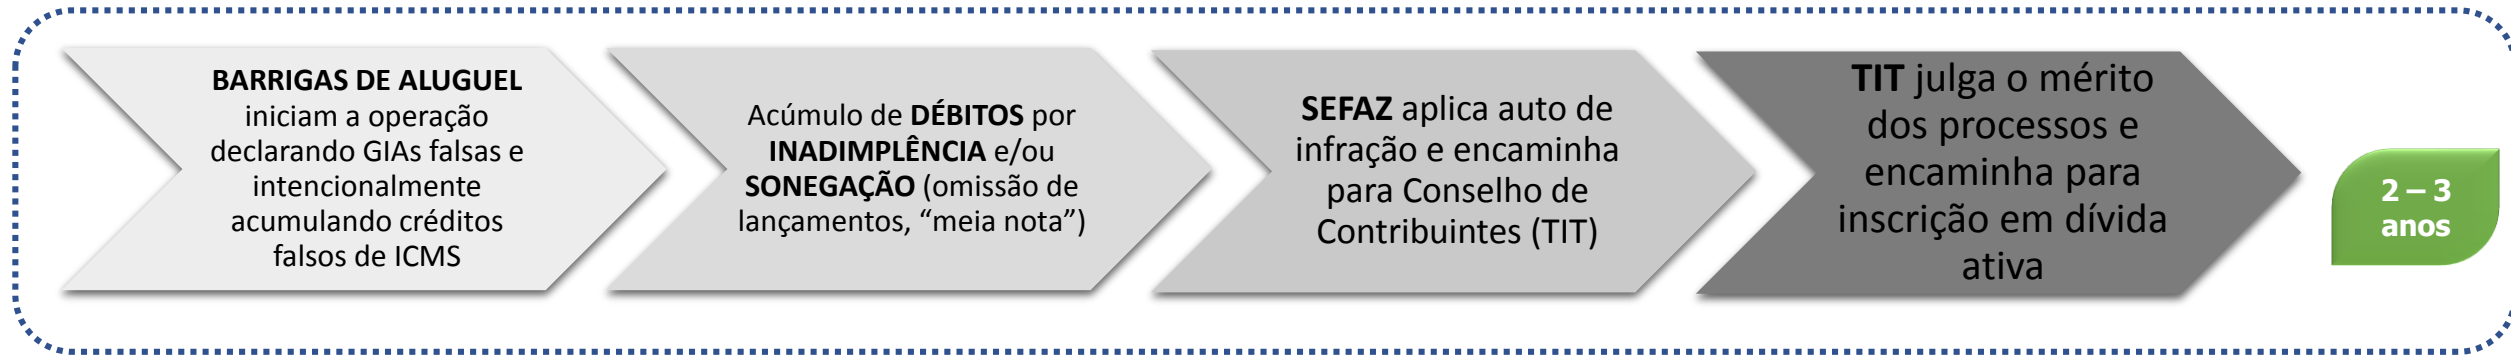 BARRIGAS DE ALUGUEL
iniciam a operação
declarando GIAs falsas e
intencionalmente
acumulando créditos
falsos de ICMS
Acúmulo de DÉBITOS por
INADIMPLÊNCIA e/ou
SONEGAÇÃO (omissão de
lançamentos, “meia nota”)
SEFAZ aplica auto de
infração e encaminha
para Conselho de
Contribuintes (TIT)
TIT julga o mérito
dos processos e
encaminha para
inscrição em dívida
ativa
2 – 3
anos